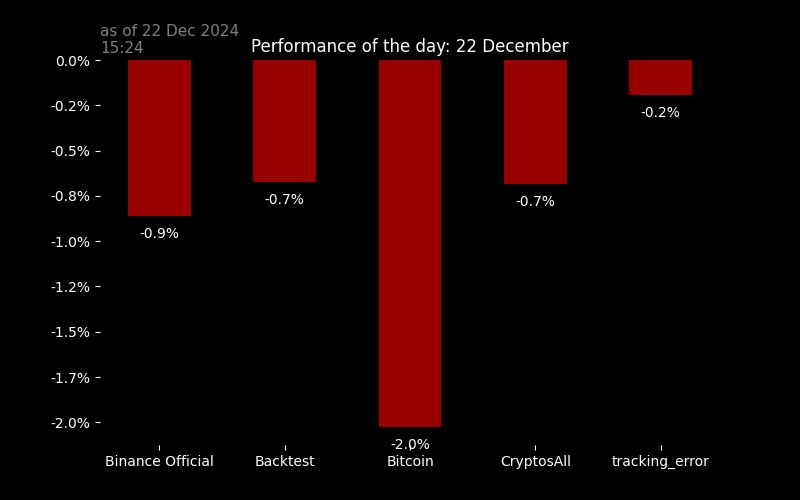 as of 22 Dec 2024
15:24
Performance of the day: 22 December
0.0%
-0.2%
-0.5%
-0.8%
-1.0%
-1.2%
-1.5%
-1.7%
-2.0%
-0.9%
-0.7%
-2.0%
-0.7%
-0.2%
Binance Official
Backtest
Bitcoin
CryptosAll
tracking_error